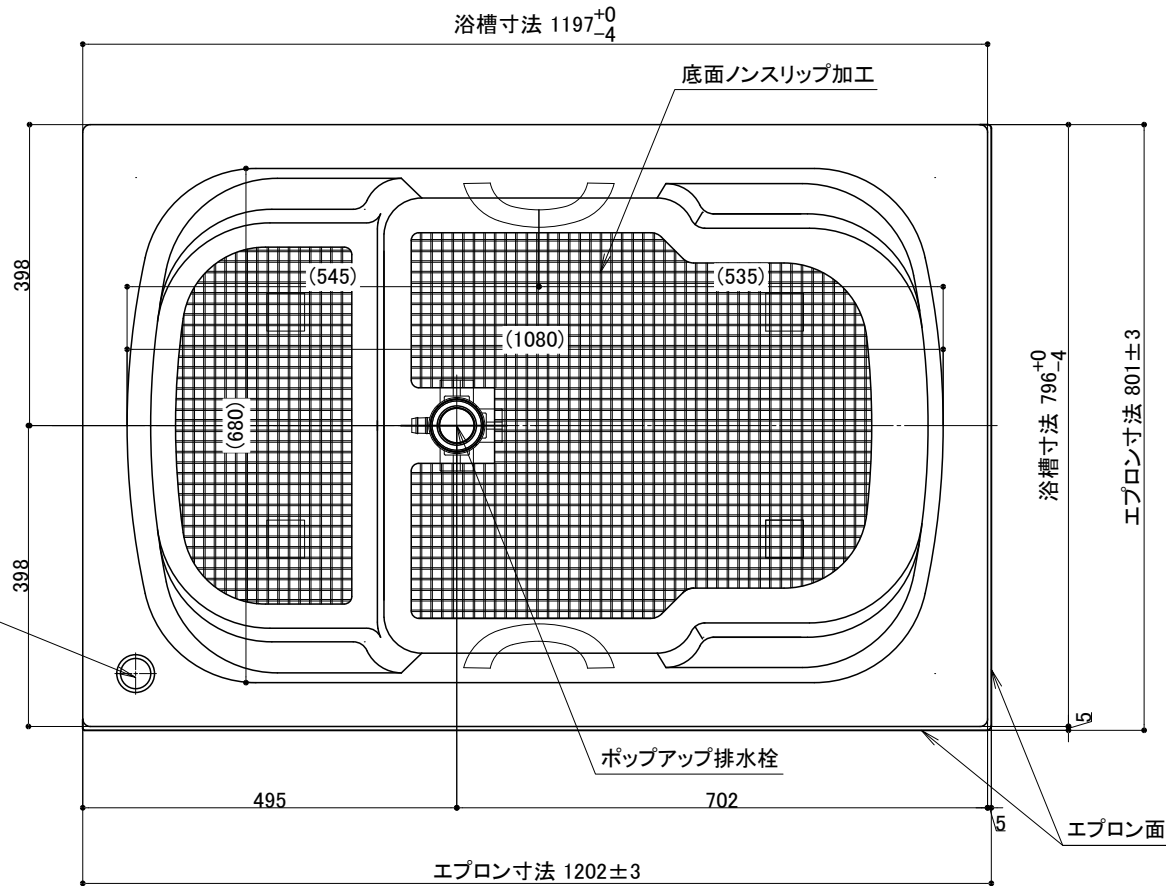 浴槽寸法 1197+0-4
底面ノンスリップ加工
398
(545)
(535)
(1080)
(680)
浴槽寸法 796+0-4
エプロン寸法 801±3
398
5
ポップアップ排水栓
495
702
5
エプロン面
エプロン寸法 1202±3